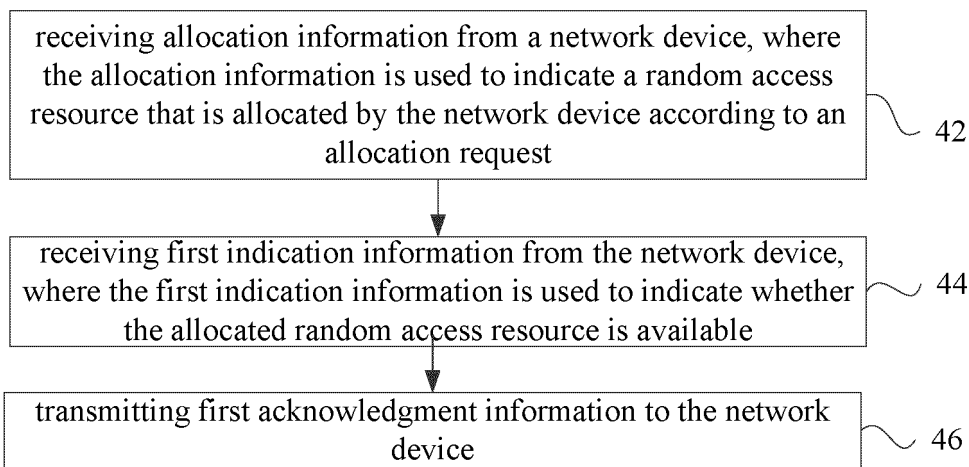 receiving allocation information from a network device, where
the allocation information is used to indicate a random access
resource that is allocated by the network device according to an
allocation request
42
receiving first indication information from the network device,
where the first indication information is used to indicate whether
the allocated random access resource is available
44
transmitting first acknowledgment information to the network
device
46